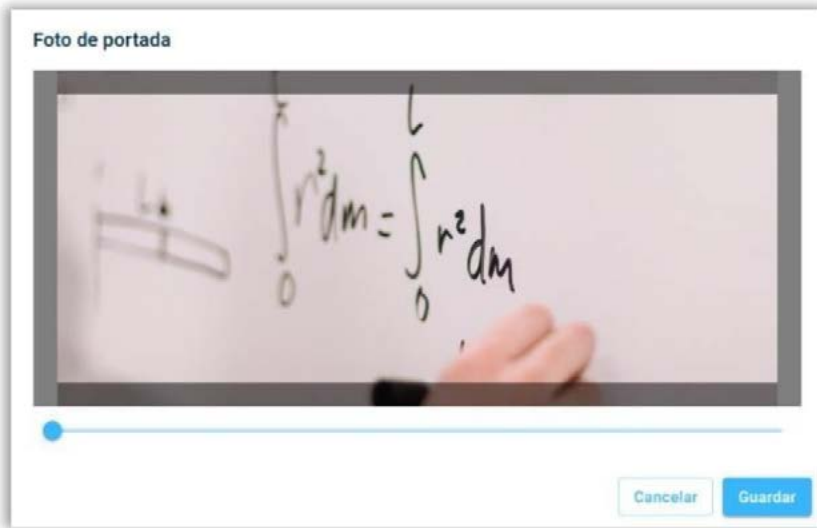 Foto de portada
L
∫ r²dm = ∫ r²dm
0 0
Cancelar
Guardar